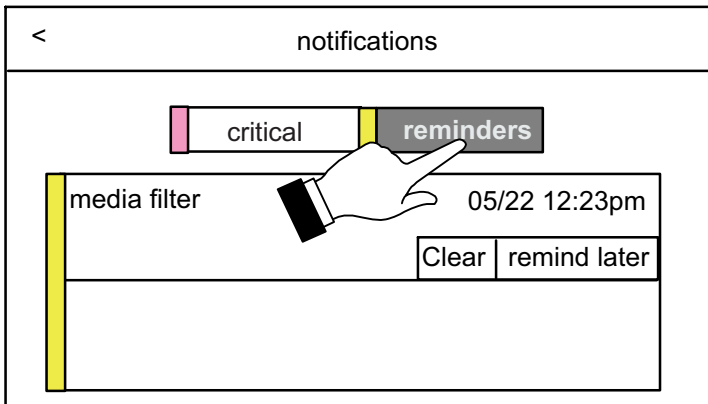 < notifications
critical reminders
media filter 05/22 12:23pm
Clear remind later